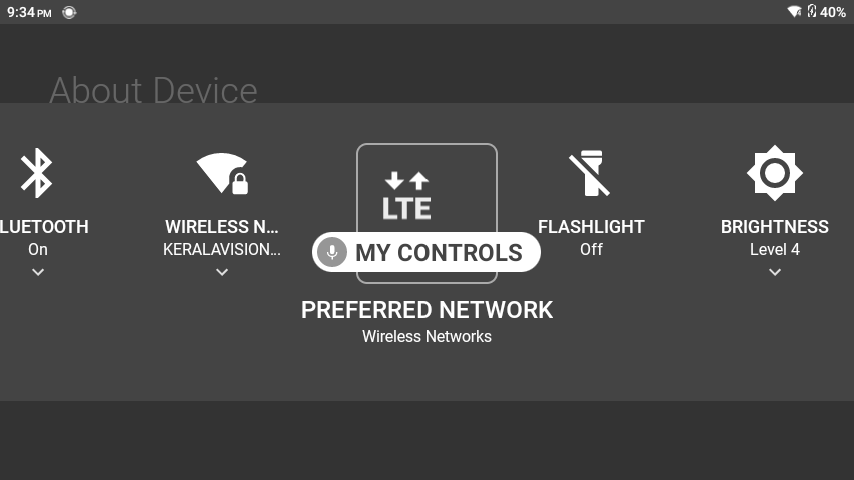 9:34 PM
40%
About Device
LTE
LUETOOTH
On
WIRELESS N...
KERALAVISION...
MY CONTROLS
FLASHLIGHT
Off
BRIGHTNESS
Level 4
PREFERRED NETWORK
Wireless Networks